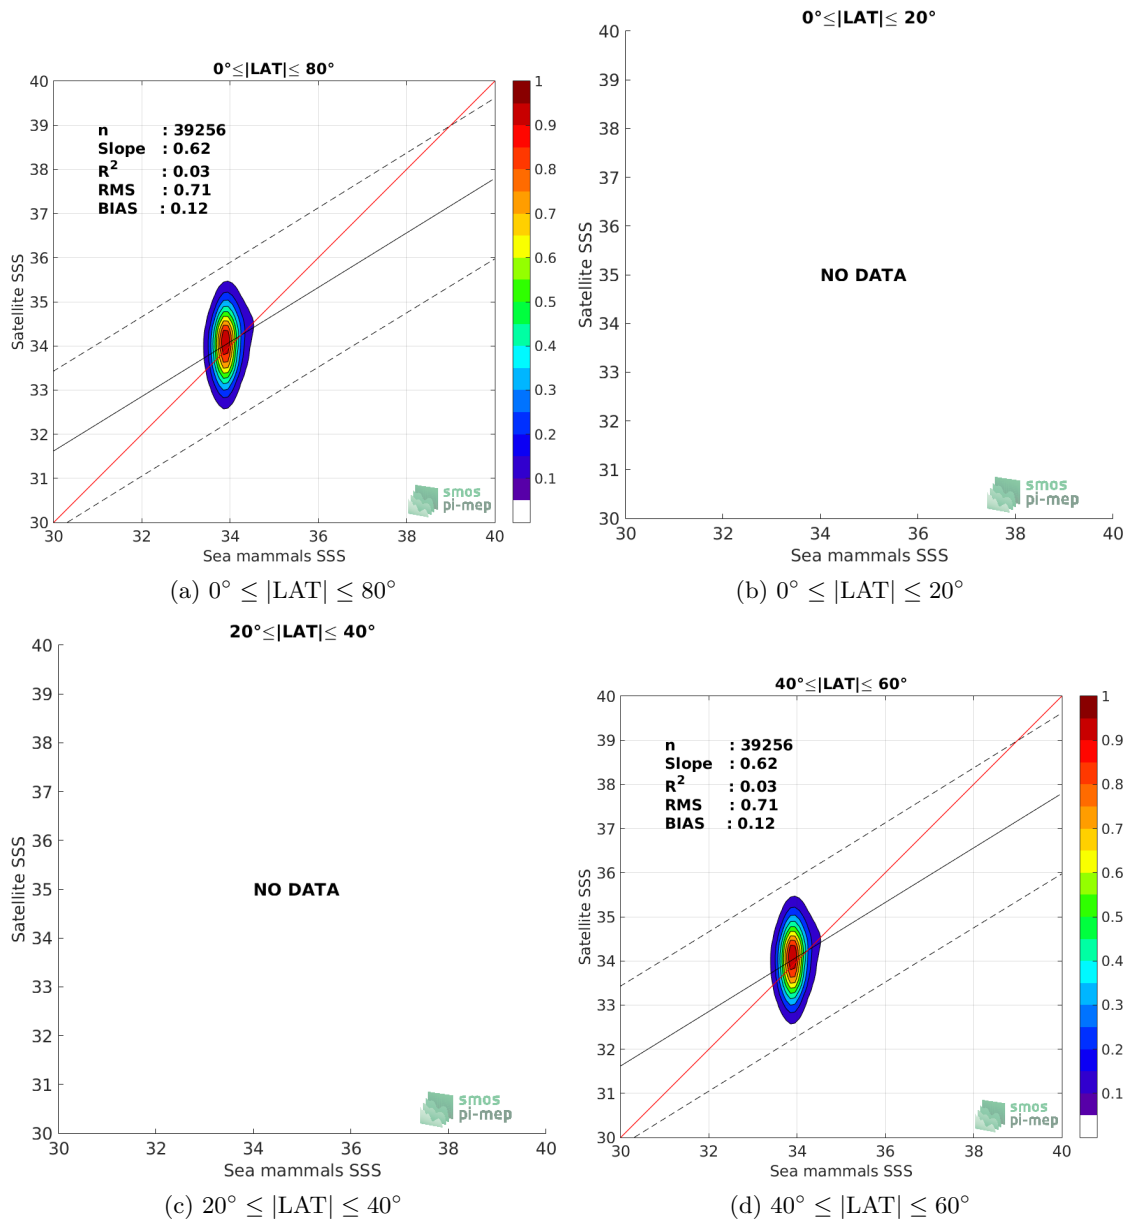 0°≤|LAT|≤ 80°
40
39
38
37
36
35
34
33
32
31
30
Satellite SSS
n : 39256
Slope : 0.62
R² : 0.03
RMS : 0.71
BIAS : 0.12
smos
pi-mep
30 32 34 36 38 40
Sea mammals SSS
1
0.9
0.8
0.7
0.6
0.5
0.4
0.3
0.2
0.1
(a) 0° ≤ |LAT| ≤ 80°
0°≤|LAT|≤ 20°
40
39
38
37
36
35
34
33
32
31
30
Satellite SSS
NO DATA
smos
pi-mep
30 32 34 36 38 40
Sea mammals SSS
(b) 0° ≤ |LAT| ≤ 20°
20°≤|LAT|≤ 40°
40
39
38
37
36
35
34
33
32
31
30
Satellite SSS
NO DATA
smos
pi-mep
30 32 34 36 38 40
Sea mammals SSS
(c) 20° ≤ |LAT| ≤ 40°
40°≤|LAT|≤ 60°
40
39
38
37
36
35
34
33
32
31
30
Satellite SSS
n : 39256
Slope : 0.62
R² : 0.03
RMS : 0.71
BIAS : 0.12
smos
pi-mep
30 32 34 36 38 40
Sea mammals SSS
1
0.9
0.8
0.7
0.6
0.5
0.4
0.3
0.2
0.1
(d) 40° ≤ |LAT| ≤ 60°